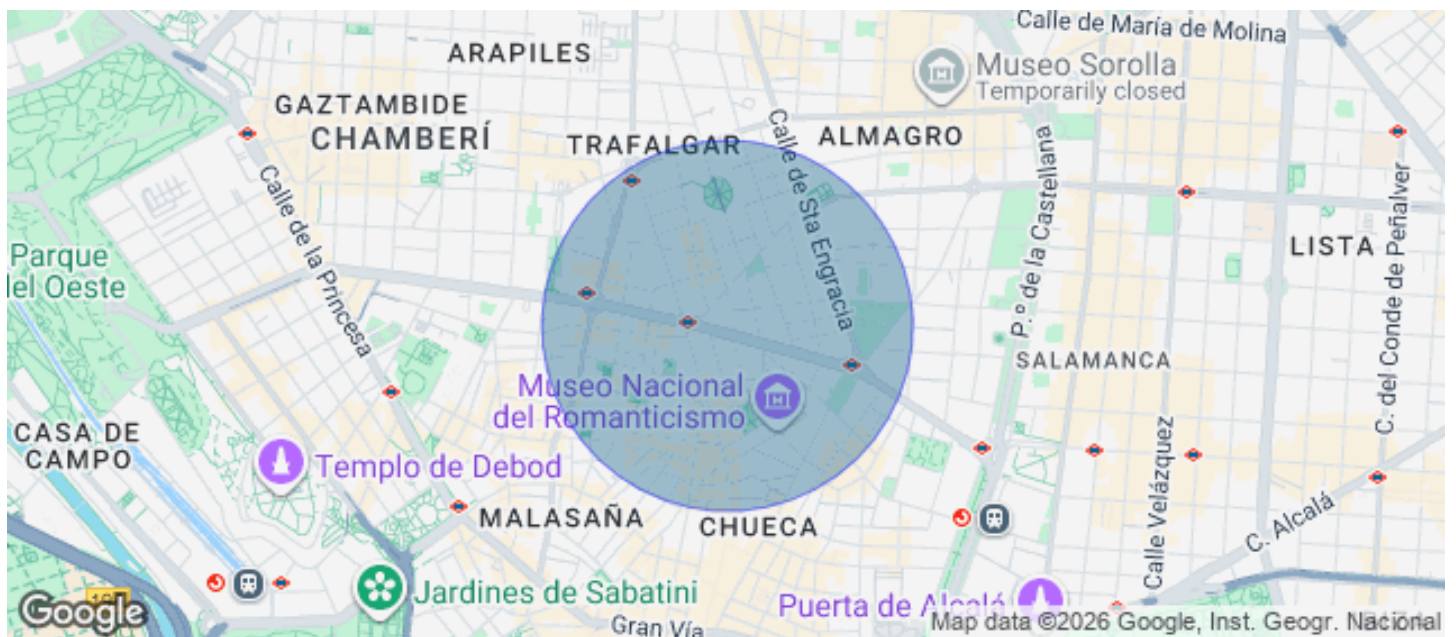 Calle de María de Molina
ARAPILES
Museo Sorolla
Temporarily closed
GAZTAMBIDE
CHAMBERÍ
TRAFALGAR
ALMAGRO
Calle de Sta Engracia
Calle de la Princesa
P.º de la Castellana
C. del Conde de Peñalver
LISTA
Parque
del Oeste
SALAMANCA
Museo Nacional
del Romanticismo
CASA DE
CAMPO
Templo de Debod
Calle Velázquez
MALASAÑA
CHUECA
C. Alcalá
Jardines de Sabatini
Puerta de Alcalá
Google
Gran Vía
Map data ©2026 Google, Inst. Geogr. Nacional